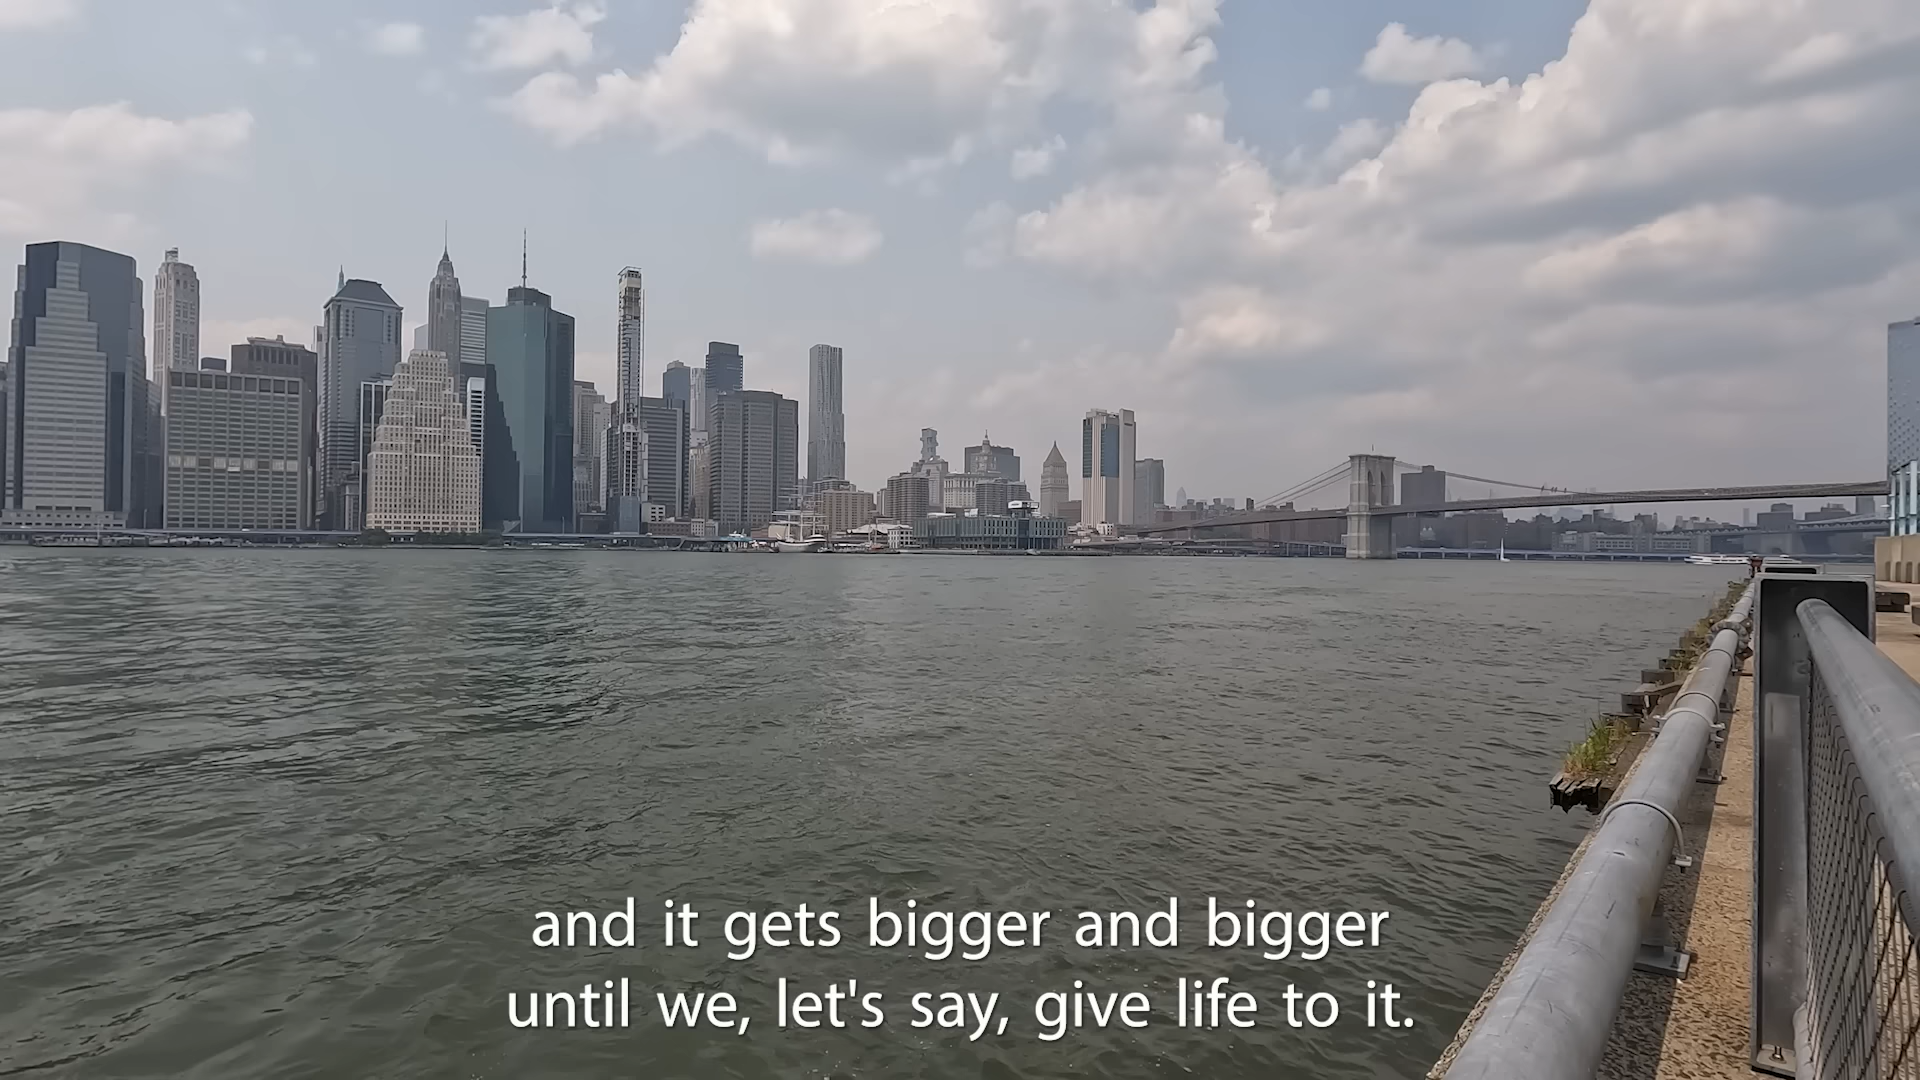 and it gets bigger and bigger
until we, let's say, give life to it.